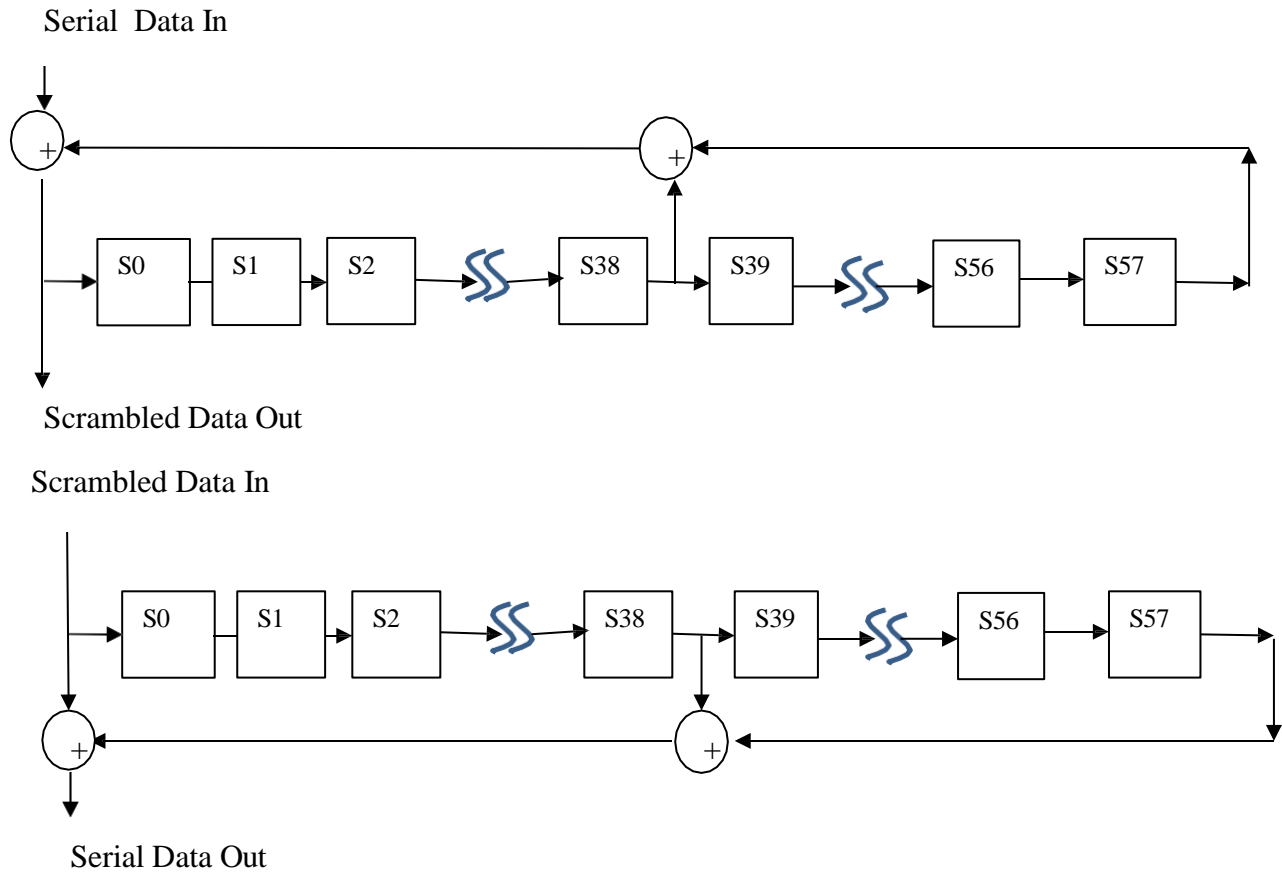 Serial Data In
+
+
S0 S1 S2 S38 S39 S56 S57
Scrambled Data Out
Scrambled Data In
S0 S1 S2 S38 S39 S56 S57
+
+
Serial Data Out